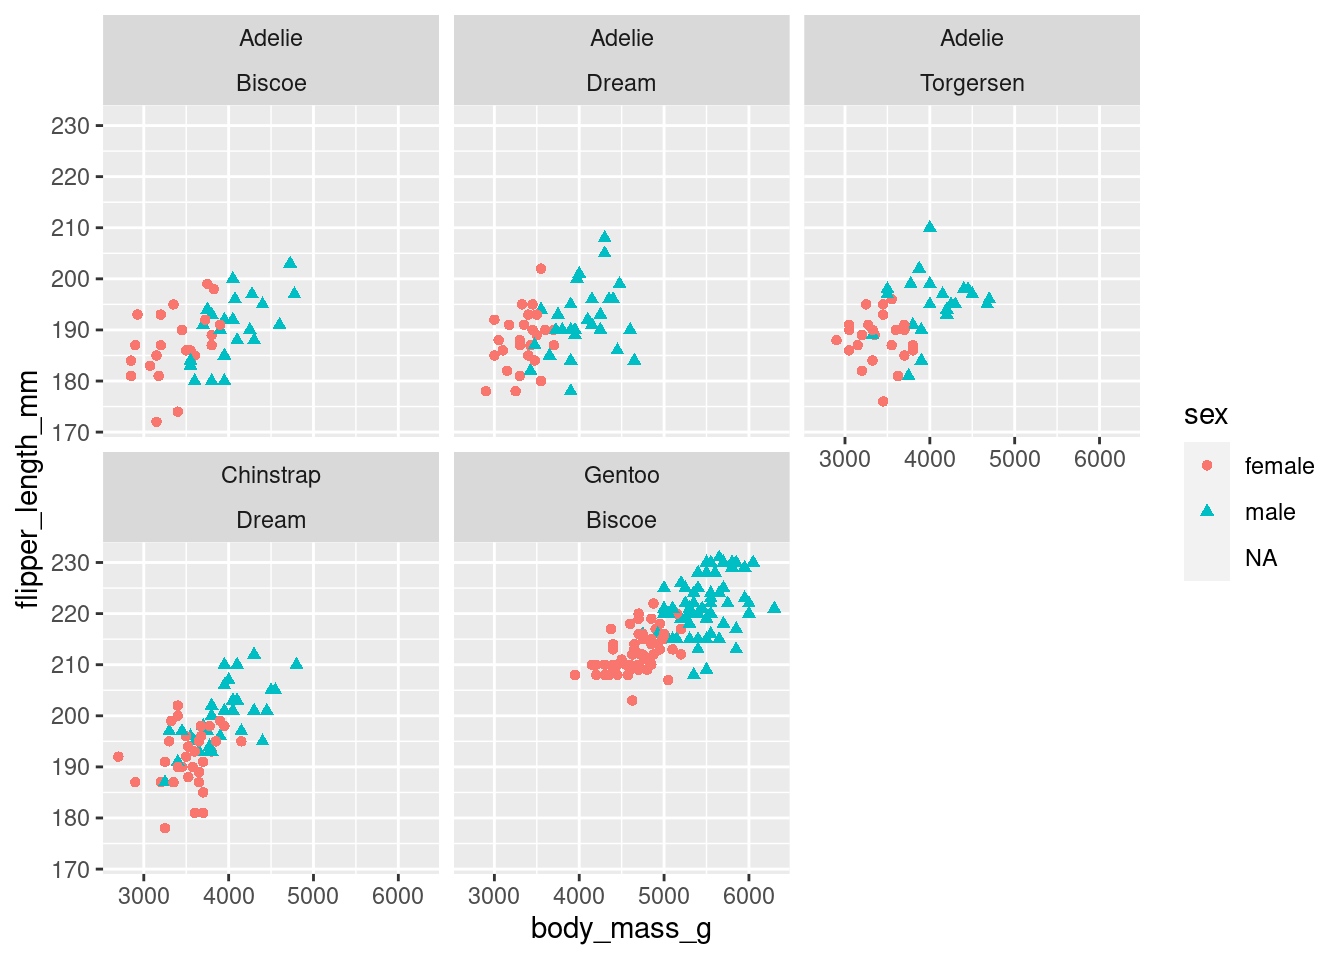 Adelie
Biscoe
Adelie
Dream
Adelie
Torgersen
230
220
210
200
190
180
170
3000 4000 5000 6000
Chinstrap
Dream
Gentoo
Biscoe
230
220
210
200
190
180
170
3000 4000 5000 6000
3000 4000 5000 6000
body_mass_g
flipper_length_mm
sex
female
male
NA